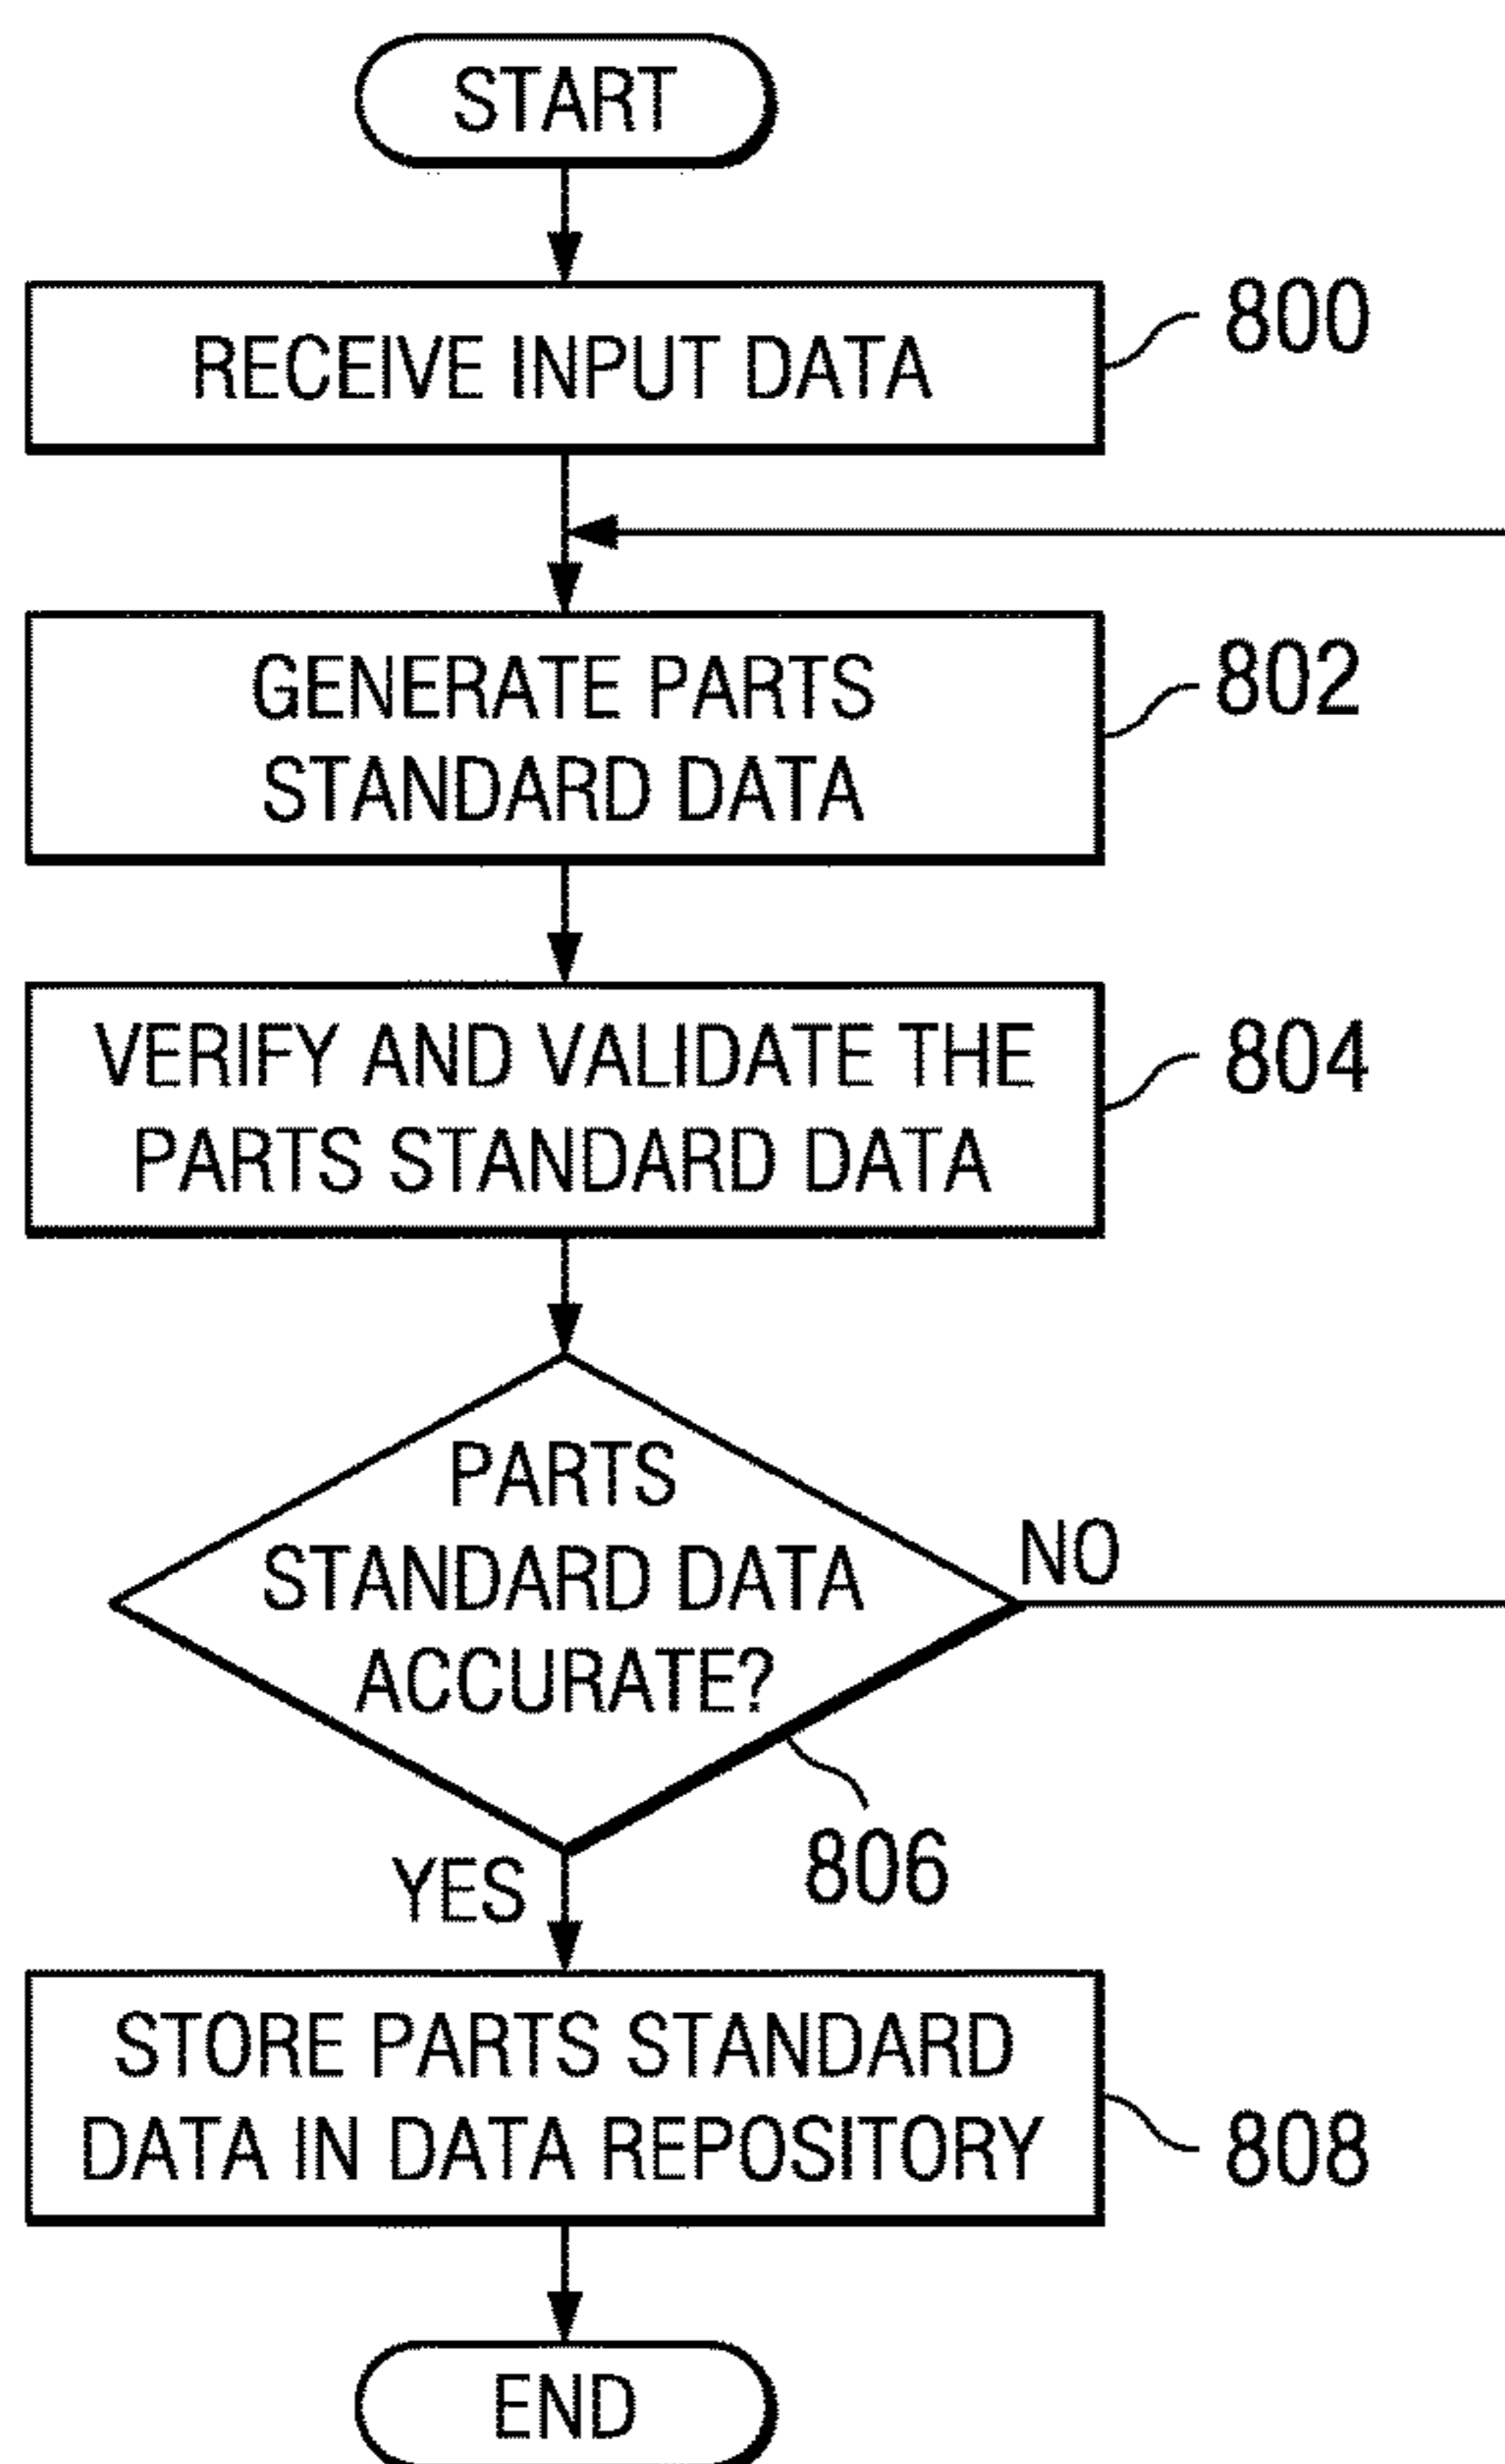 START
RECEIVE INPUT DATA
800
GENERATE PARTS
STANDARD DATA
802
VERIFY AND VALIDATE THE
PARTS STANDARD DATA
804
PARTS
STANDARD DATA
ACCURATE?
NO
806
YES
STORE PARTS STANDARD
DATA IN DATA REPOSITORY
808
END